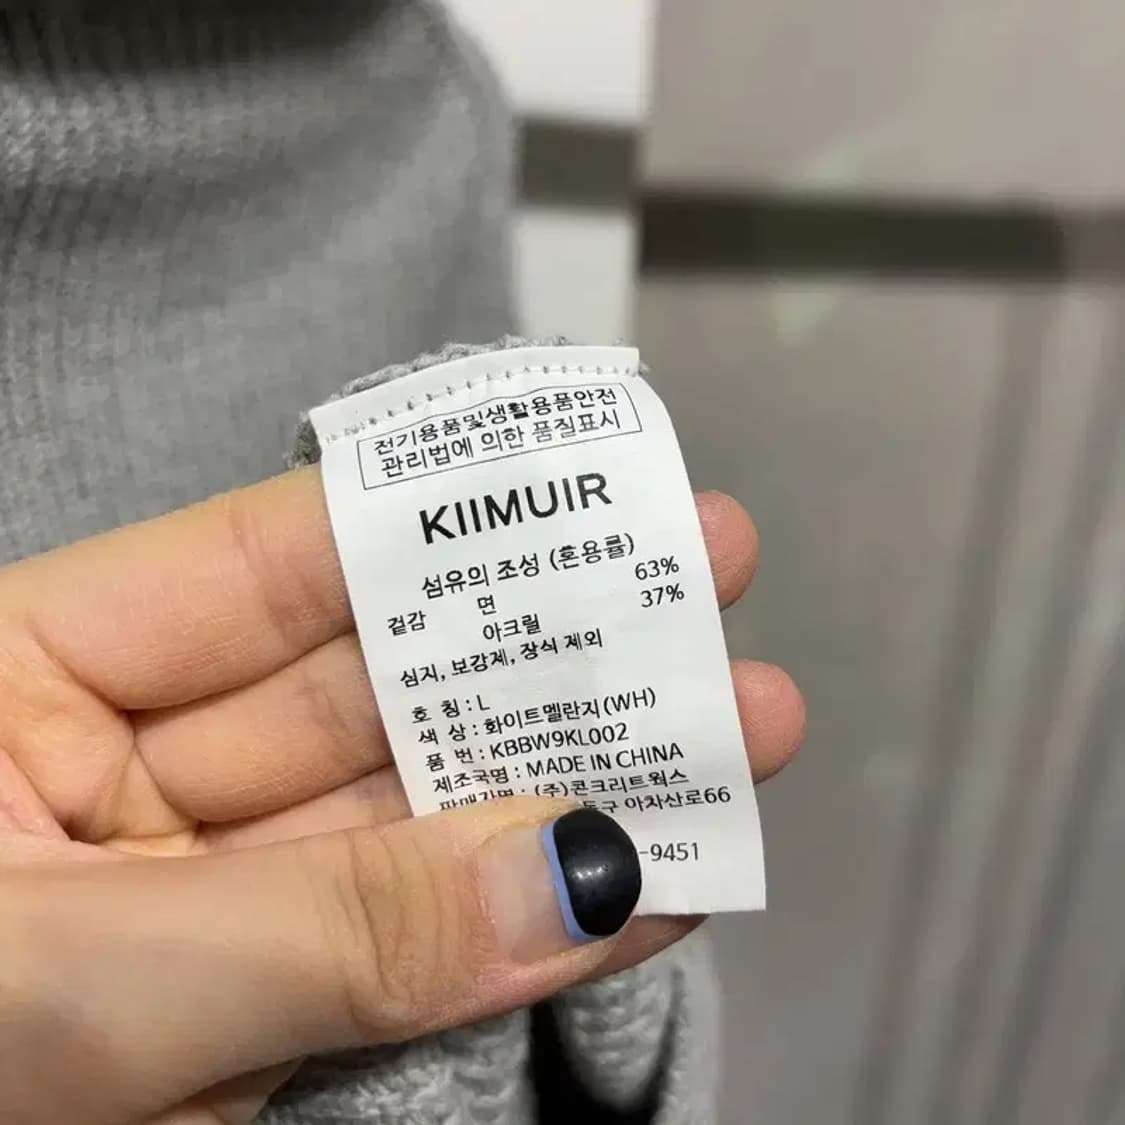 전기용품및생활용품안전
관리법에 의한 품질표시
KIIMUIR
섬유의 조성 (혼용률)
겉감 면 63%
아크릴 37%
심지, 보강제, 장식 제외
호 칭 : L
색 상 : 화이트멜란지(WH)
품 번 : KBBW9KL002
제조국명 : MADE IN CHINA
(주)콘크리트웍스
아차산로66
-9451